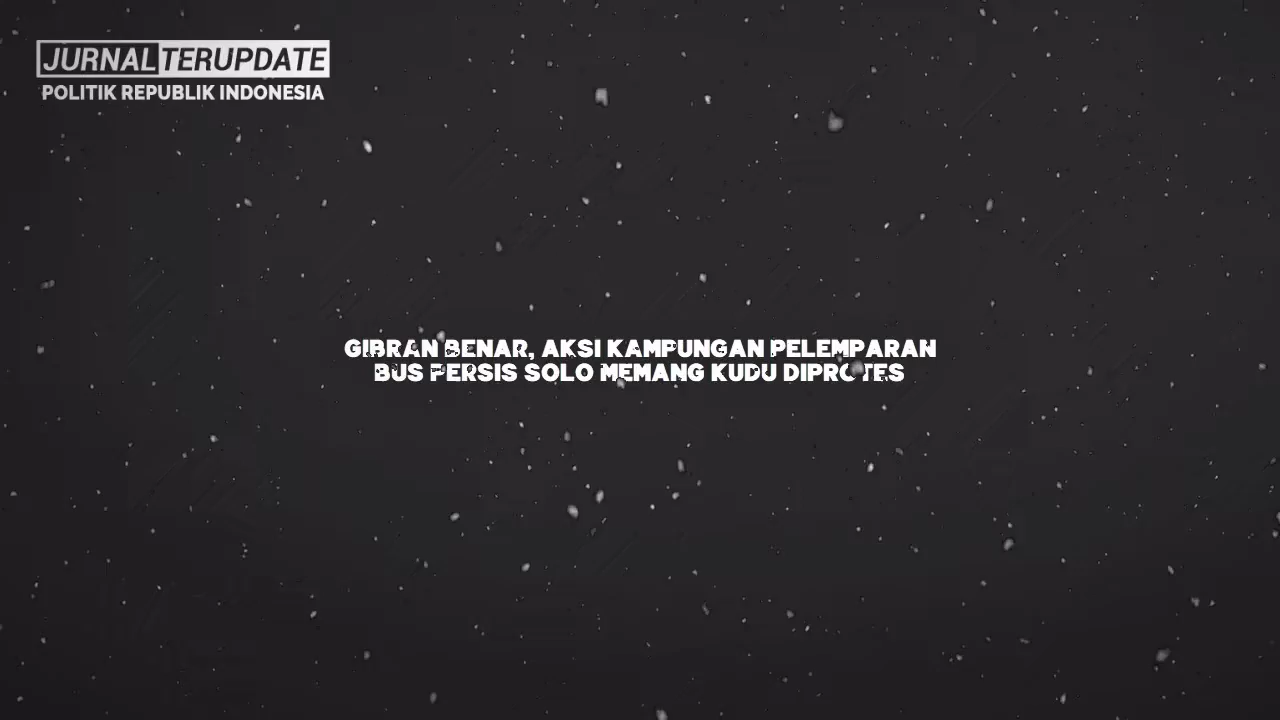 JURNALTERUPDATE
POLITIK REPUBLIK INDONESIA
GIBRAN BENAR, AKSI KAMPUNGAN PELEMPARAN
BUS PERSIS SOLO MEMANG KUDU DIPROTES